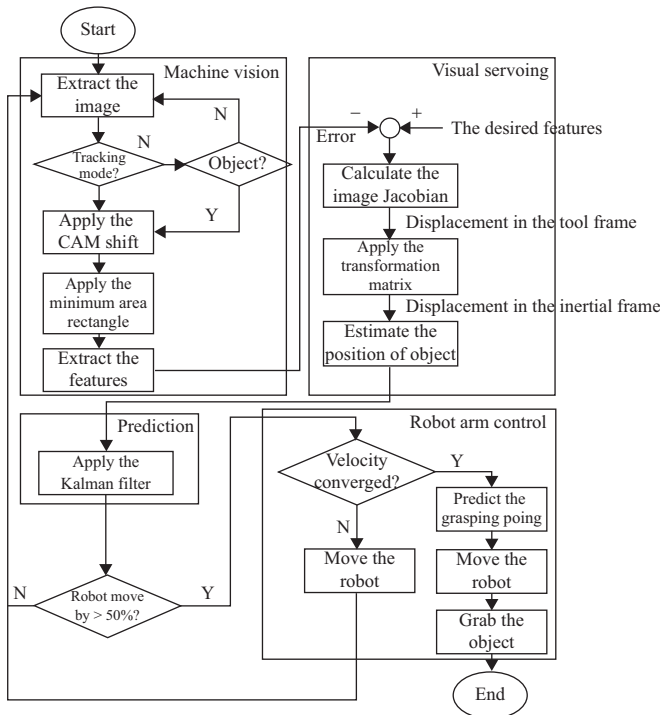 Start
Machine vision
Extract the
image
N
Tracking
mode?
N
Object?
Y
Apply the
CAM shift
Apply the
minimum area
rectangle
Extract the
features
Visual servoing
−
+
Error
The desired features
Calculate the
image Jacobian
Displacement in the tool frame
Apply the
transformation
matrix
Displacement in the inertial frame
Estimate the
position of object
Prediction
Apply the
Kalman filter
N
Robot move
by > 50%?
Y
Robot arm control
Velocity
converged?
Y
N
Move the
robot
Predict the
grasping poing
Move the
robot
Grab the
object
End